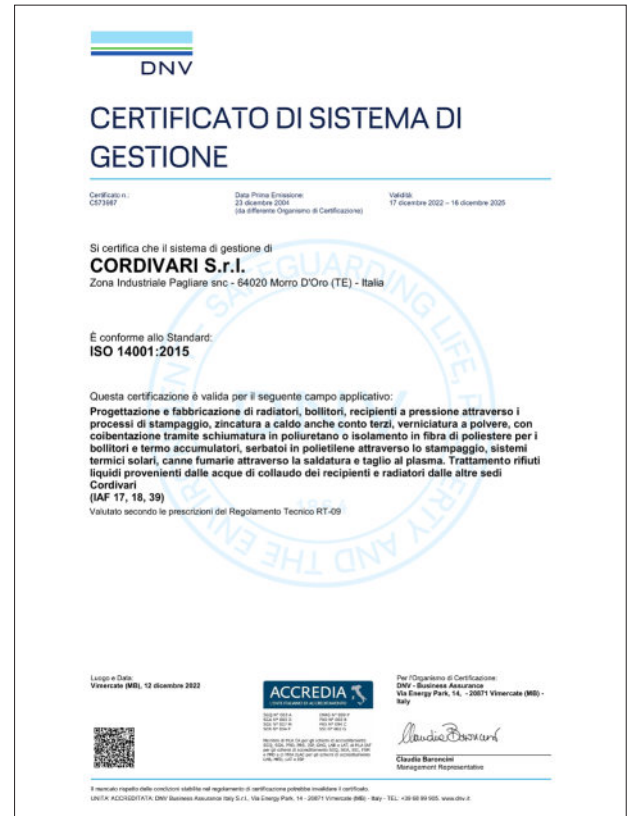 DNV
CERTIFICATO DI SISTEMA DI
GESTIONE
Certificato n.:
C573987
Data Prima Emissione:
23 dicembre 2004
(da differente Organismo di Certificazione)
Validità:
17 dicembre 2022 – 16 dicembre 2025
Si certifica che il sistema di gestione di
CORDIVARI S.r.l.
Zona Industriale Pagliare snc - 64020 Morro D'Oro (TE) - Italia
È conforme allo Standard:
ISO 14001:2015
Questa certificazione è valida per il seguente campo applicativo:
Progettazione e fabbricazione di radiatori, bollitori, recipienti a pressione attraverso i
processi di stampaggio, zincatura a caldo anche conto terzi, verniciatura a polvere, con
coibentazione tramite schiumatura in poliuretano o isolamento in fibra di poliestere per i
bollitori e termo accumulatori, serbatoi in polietilene attraverso lo stampaggio, sistemi
termici solari, canne fumarie attraverso la saldatura e taglio al plasma. Trattamento rifiuti
liquidi provenienti dalle acque di collaudo dei recipienti e radiatori dalle altre sedi
Cordivari
(IAF 17, 18, 39)
Valutato secondo le prescrizioni del Regolamento Tecnico RT-09
Luogo e Data:
Vimercate (MB), 12 dicembre 2022
ACCREDIA
L'ENTE ITALIANO DI ACCREDITAMENTO
Per l'Organismo di Certificazione:
DNV - Business Assurance
Via Energy Park, 14, - 20871 Vimercate (MB) -
Italy
Claudia Baroncini
Management Representative
Il mancato rispetto delle condizioni stabilite nel regolamento di certificazione potrebbe invalidare il certificato.
UNITA' ACCREDITATA: DNV Business Assurance Italy S.r.l., Via Energy Park, 14 - 20871 Vimercate (MB) - Italy - TEL: +39 68 99 905. www.dnv.it